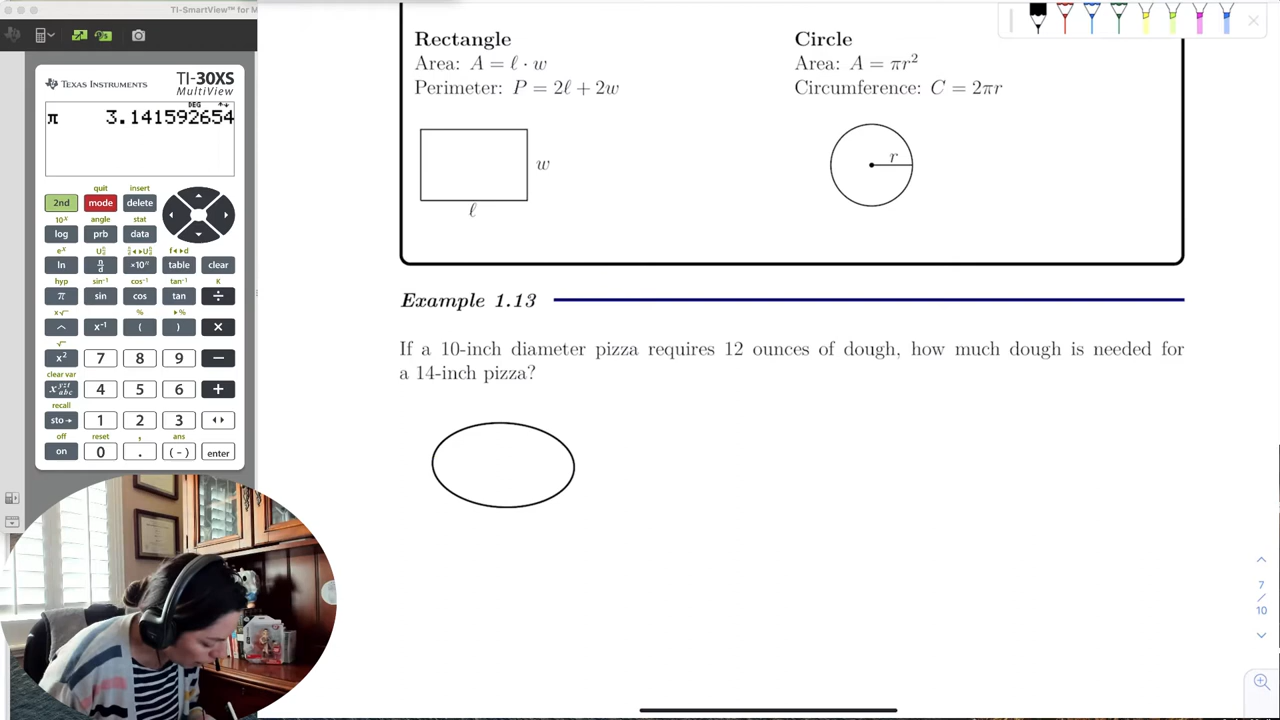 TI-SmartView™ for M
TEXAS INSTRUMENTS TI-30XS
MultiView
DEG
π 3.141592654
quit insert
2nd mode delete
10ˣ angle stat
log prb data
eˣ f◄►d
ln n/d ×10ⁿ table clear
hyp sin⁻¹ cos⁻¹ tan⁻¹ K
π sin cos tan ÷
x√ % ►%
^ x⁻¹ ( ) ×
√
x² 7 8 9 −
clear var
x yzt abc 4 5 6 +
recall
sto→ 1 2 3 ◄►
off reset , ans
on 0 . (−) enter
Rectangle
Area: A = ℓ · w
Perimeter: P = 2ℓ + 2w
w
ℓ
Circle
Area: A = πr²
Circumference: C = 2πr
r
Example 1.13
If a 10-inch diameter pizza requires 12 ounces of dough, how much dough is needed for
a 14-inch pizza?
7
/
10